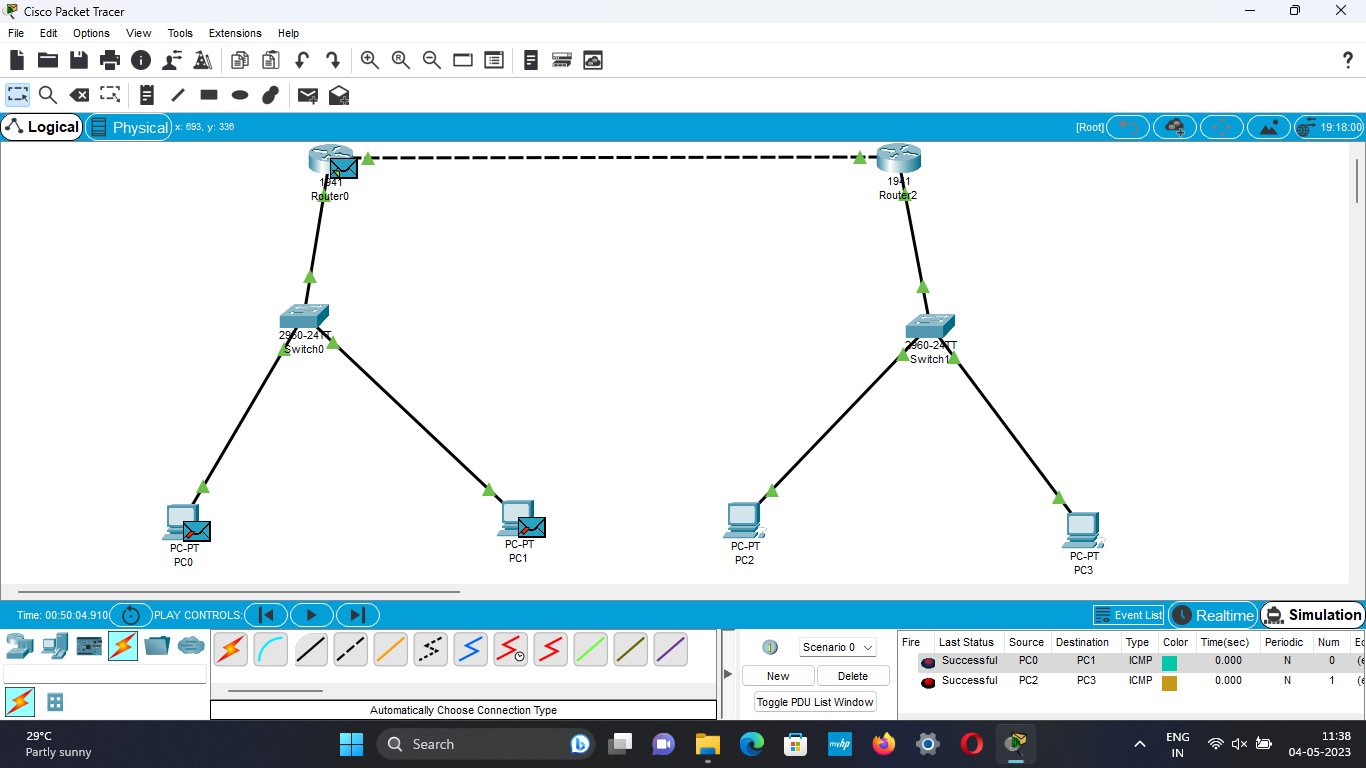 Cisco Packet Tracer
File Edit Options View Tools Extensions Help
Logical Physical x: 693, y: 336 [Root] 19:18:00
1941
Router0
1941
Router2
2960-24TT
Switch0
2960-24TT
Switch1
PC-PT
PC0
PC-PT
PC1
PC-PT
PC2
PC-PT
PC3
Time: 00:50:04.910 PLAY CONTROLS: Event List Realtime Simulation
Scenario 0
New Delete
Toggle PDU List Window
Automatically Choose Connection Type
Fire Last Status Source Destination Type Color Time(sec) Periodic Num
Successful PC0 PC1 ICMP 0.000 N 0 (e
Successful PC2 PC3 ICMP 0.000 N 1 (e
29°C
Partly sunny
Search
myhp
ENG
IN
11:38
04-05-2023